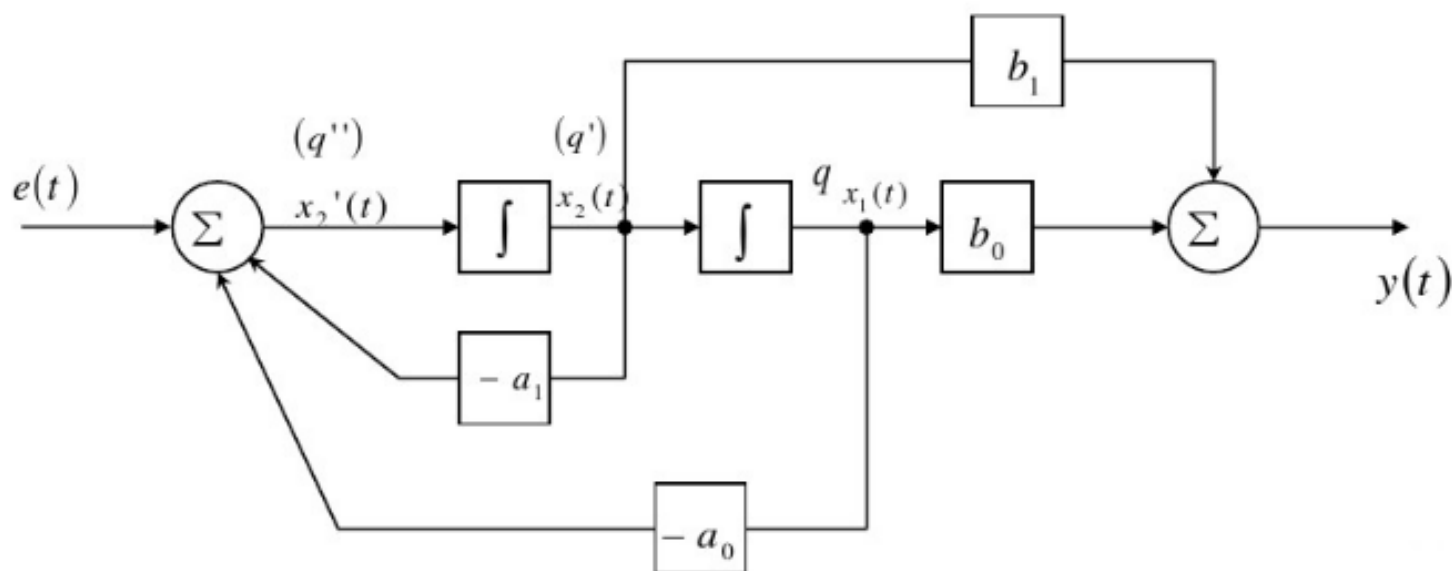 b₁
(q'') (q')
e(t) x₂'(t) x₂(t) q x₁(t)
Σ ∫ ∫ b₀ Σ
y(t)
− a₁
− a₀